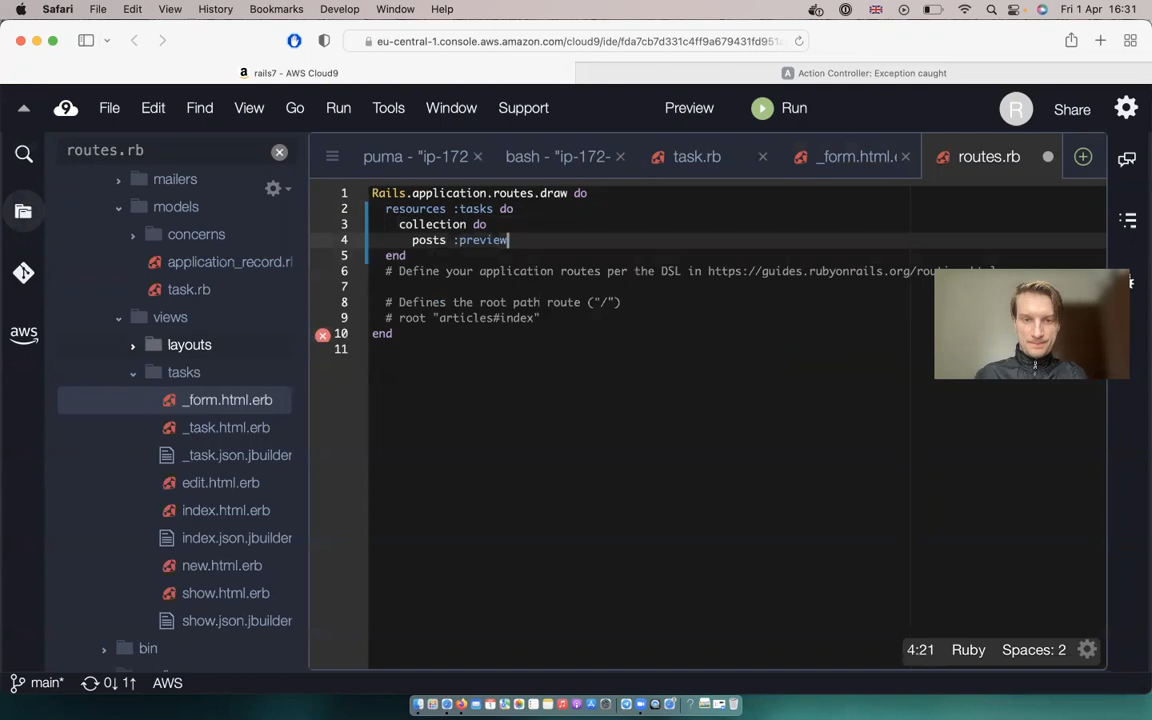 Safari File Edit View History Bookmarks Develop Window Help Fri 1 Apr 16:31
eu-central-1.console.aws.amazon.com/cloud9/ide/fda7cb7d331c4ff9a679431fd951
a rails7 - AWS Cloud9
A Action Controller: Exception caught
9 File Edit Find View Go Run Tools Window Support Preview Run R Share
routes.rb
puma - "ip-172
bash - "ip-172-
task.rb
_form.html.e
routes.rb
mailers
models
concerns
application_record.r
task.rb
views
layouts
tasks
_form.html.erb
_task.html.erb
_task.json.jbuilder
edit.html.erb
index.html.erb
index.json.jbuilder
new.html.erb
show.html.erb
show.json.jbuilder
bin
aws
1 Rails.application.routes.draw do
2 resources :tasks do
3 collection do
4 posts :preview
5 end
6 # Define your application routes per the DSL in https://guides.rubyonrails.org/routing.html
7
8 # Defines the root path route ("/")
9 # root "articles#index"
10 end
11
4:21 Ruby Spaces: 2
main* 0↓ 1↑ AWS